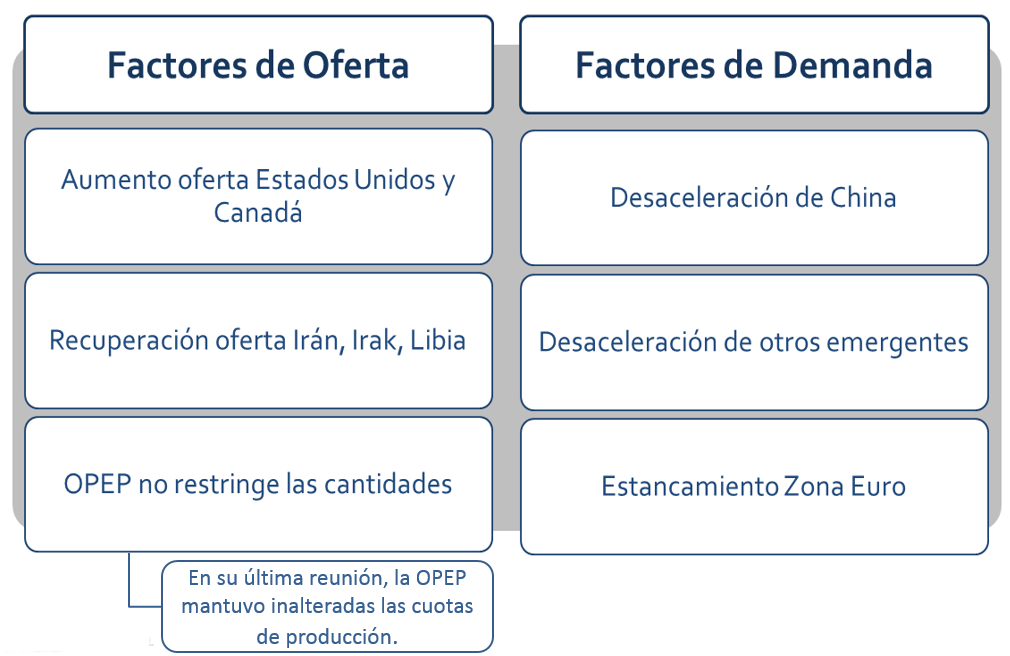 Factores de Oferta
Aumento oferta Estados Unidos y
Canadá
Recuperación oferta Irán, Irak, Libia
OPEP no restringe las cantidades
En su última reunión, la OPEP
mantuvo inalteradas las cuotas
de producción.
Factores de Demanda
Desaceleración de China
Desaceleración de otros emergentes
Estancamiento Zona Euro